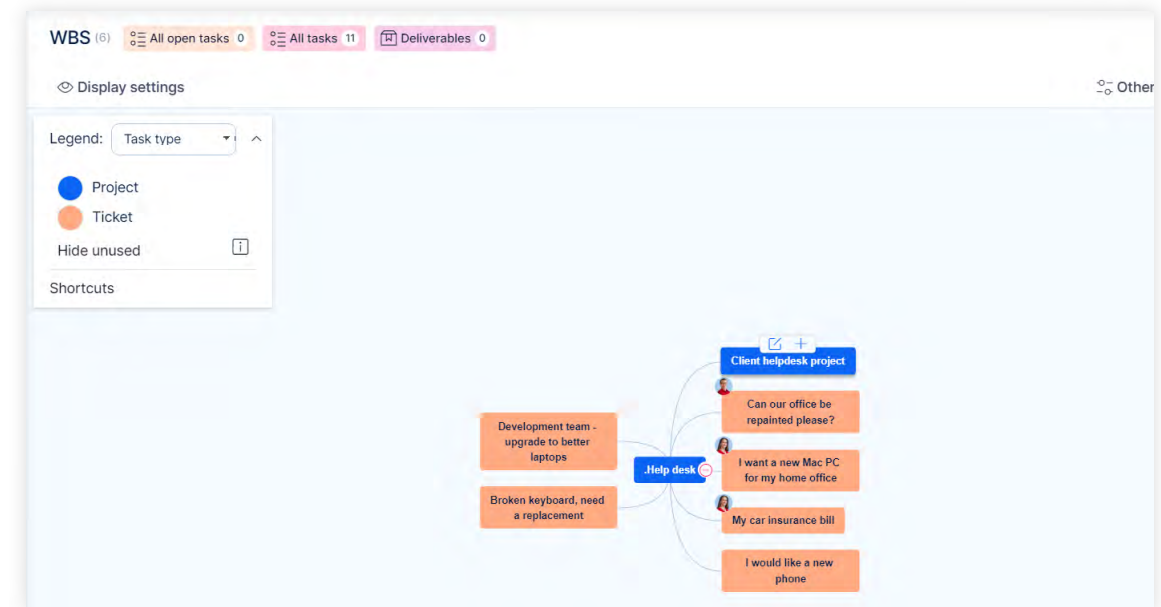 WBS (6) All open tasks 0 All tasks 11 Deliverables 0
Display settings
Other
Legend: Task type
Project
Ticket
Hide unused
Shortcuts
Client helpdesk project
Can our office be
repainted please?
Development team -
upgrade to better
laptops
I want a new Mac PC
for my home office
.Help desk
Broken keyboard, need
a replacement
My car insurance bill
I would like a new
phone